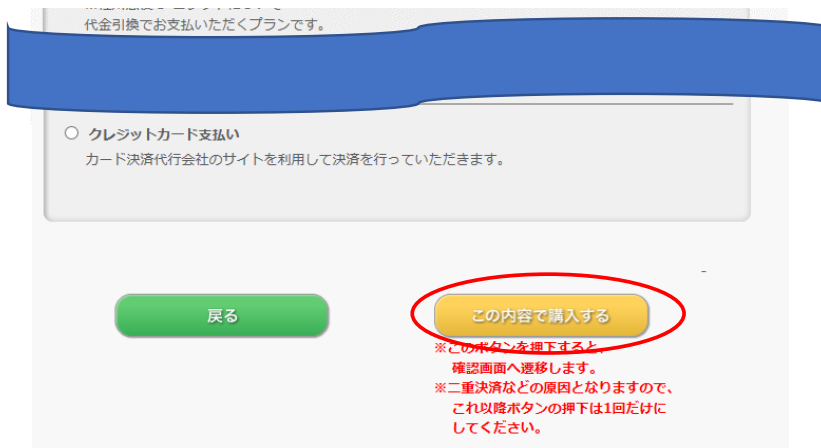 代金引換でお支払いただくプランです。
クレジットカード支払い
カード決済代行会社のサイトを利用して決済を行っていただきます。
戻る
この内容で購入する
※このボタンを押下すると、
確認画面へ遷移します。
※二重決済などの原因となりますので、
これ以降ボタンの押下は1回だけに
してください。